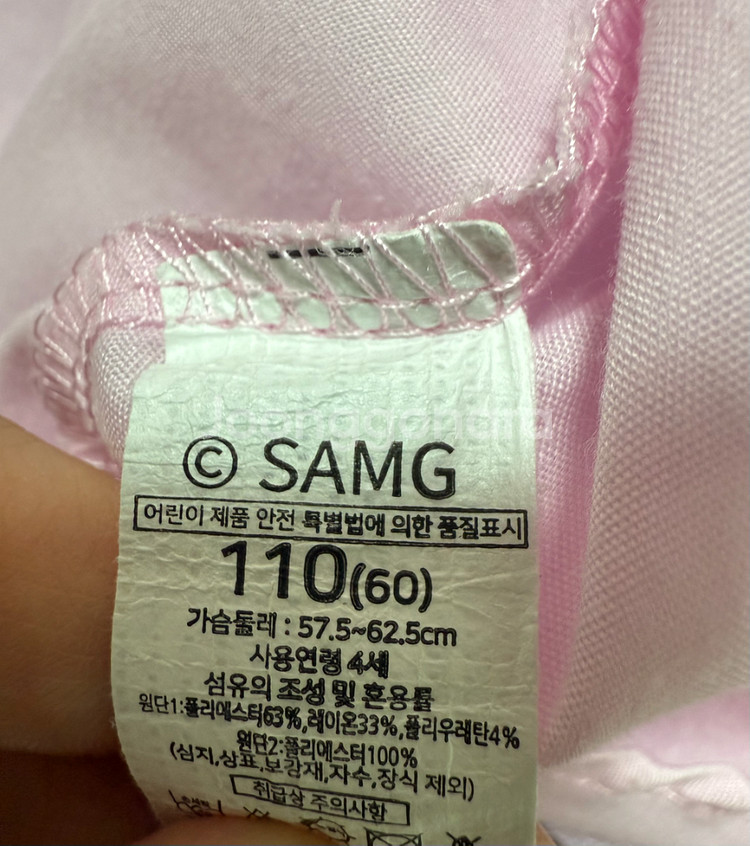 © SAMG
어린이 제품 안전 특별법에 의한 품질표시
110(60)
가슴둘레 : 57.5~62.5cm
사용연령 4세
섬유의 조성 및 혼용률
원단1:폴리에스터63%,레이온33%,폴리우레탄4%
원단2:폴리에스터100%
(심지,상표,보강재,자수,장식 제외)
취급상 주의사항